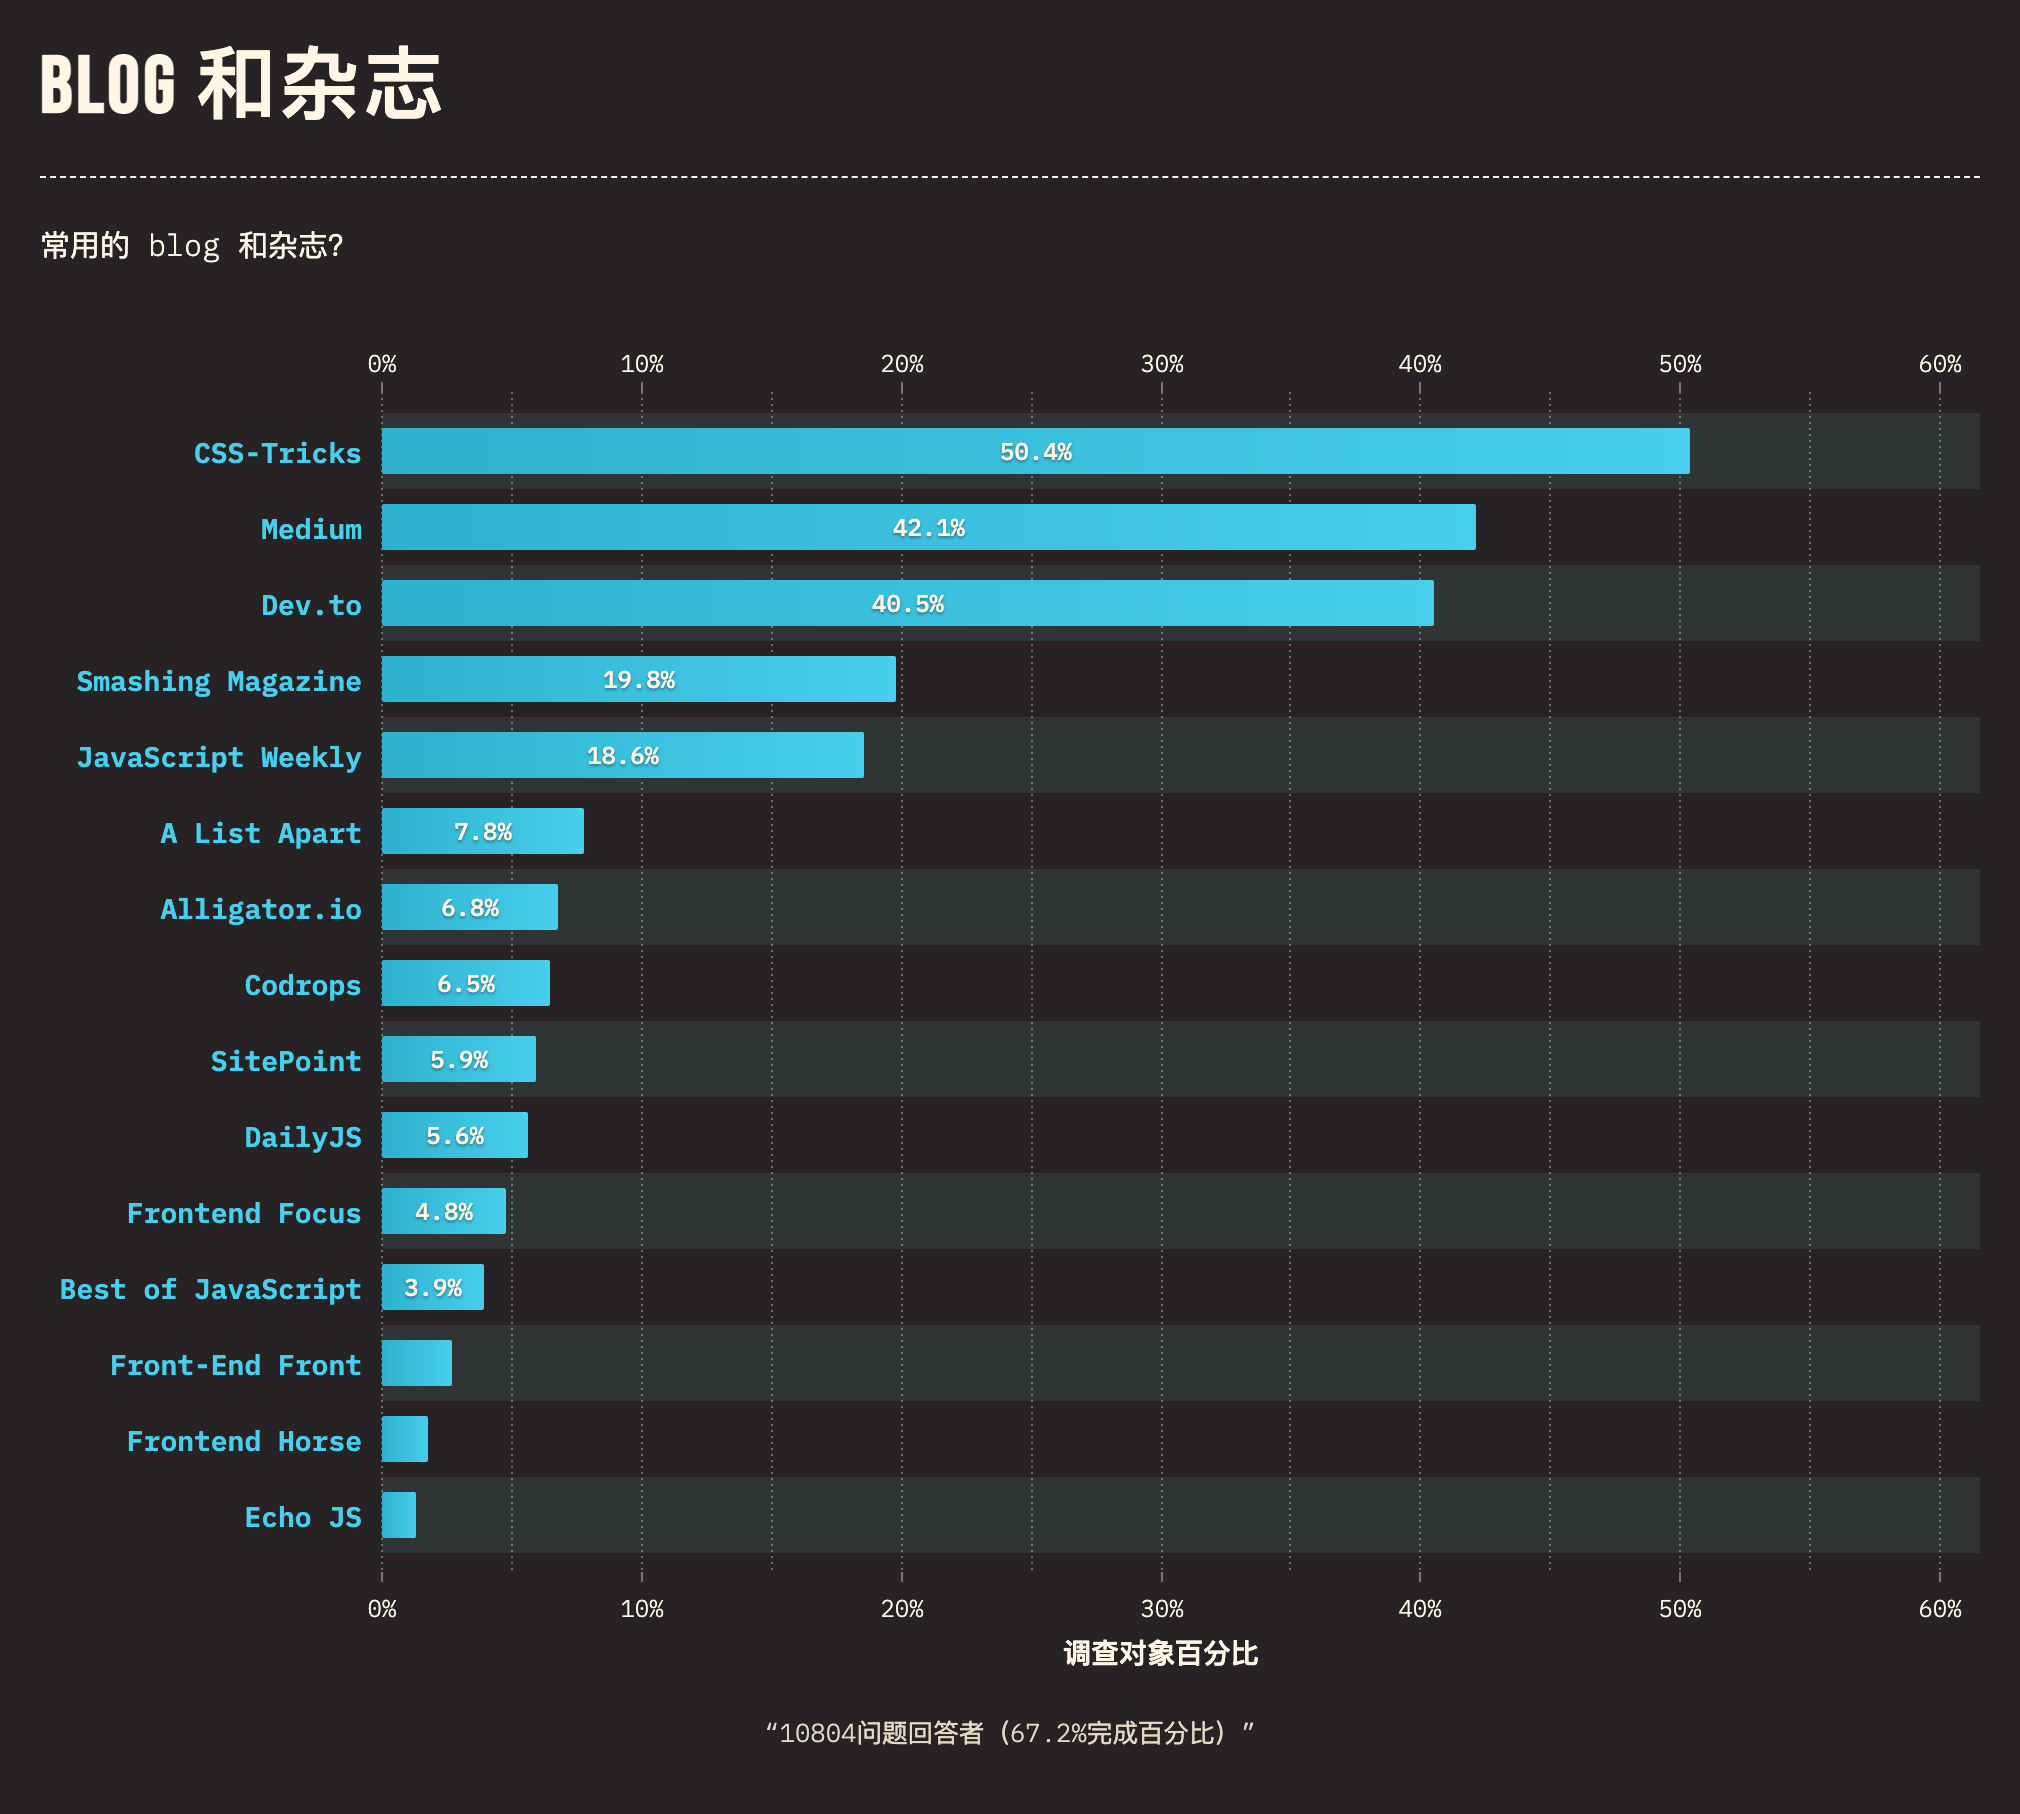 BLOG 和杂志
常用的 blog 和杂志？
0% 10% 20% 30% 40% 50% 60%
CSS-Tricks 50.4%
Medium 42.1%
Dev.to 40.5%
Smashing Magazine 19.8%
JavaScript Weekly 18.6%
A List Apart 7.8%
Alligator.io 6.8%
Codrops 6.5%
SitePoint 5.9%
DailyJS 5.6%
Frontend Focus 4.8%
Best of JavaScript 3.9%
Front-End Front
Frontend Horse
Echo JS
0% 10% 20% 30% 40% 50% 60%
调查对象百分比
“10804问题回答者（67.2%完成百分比）”